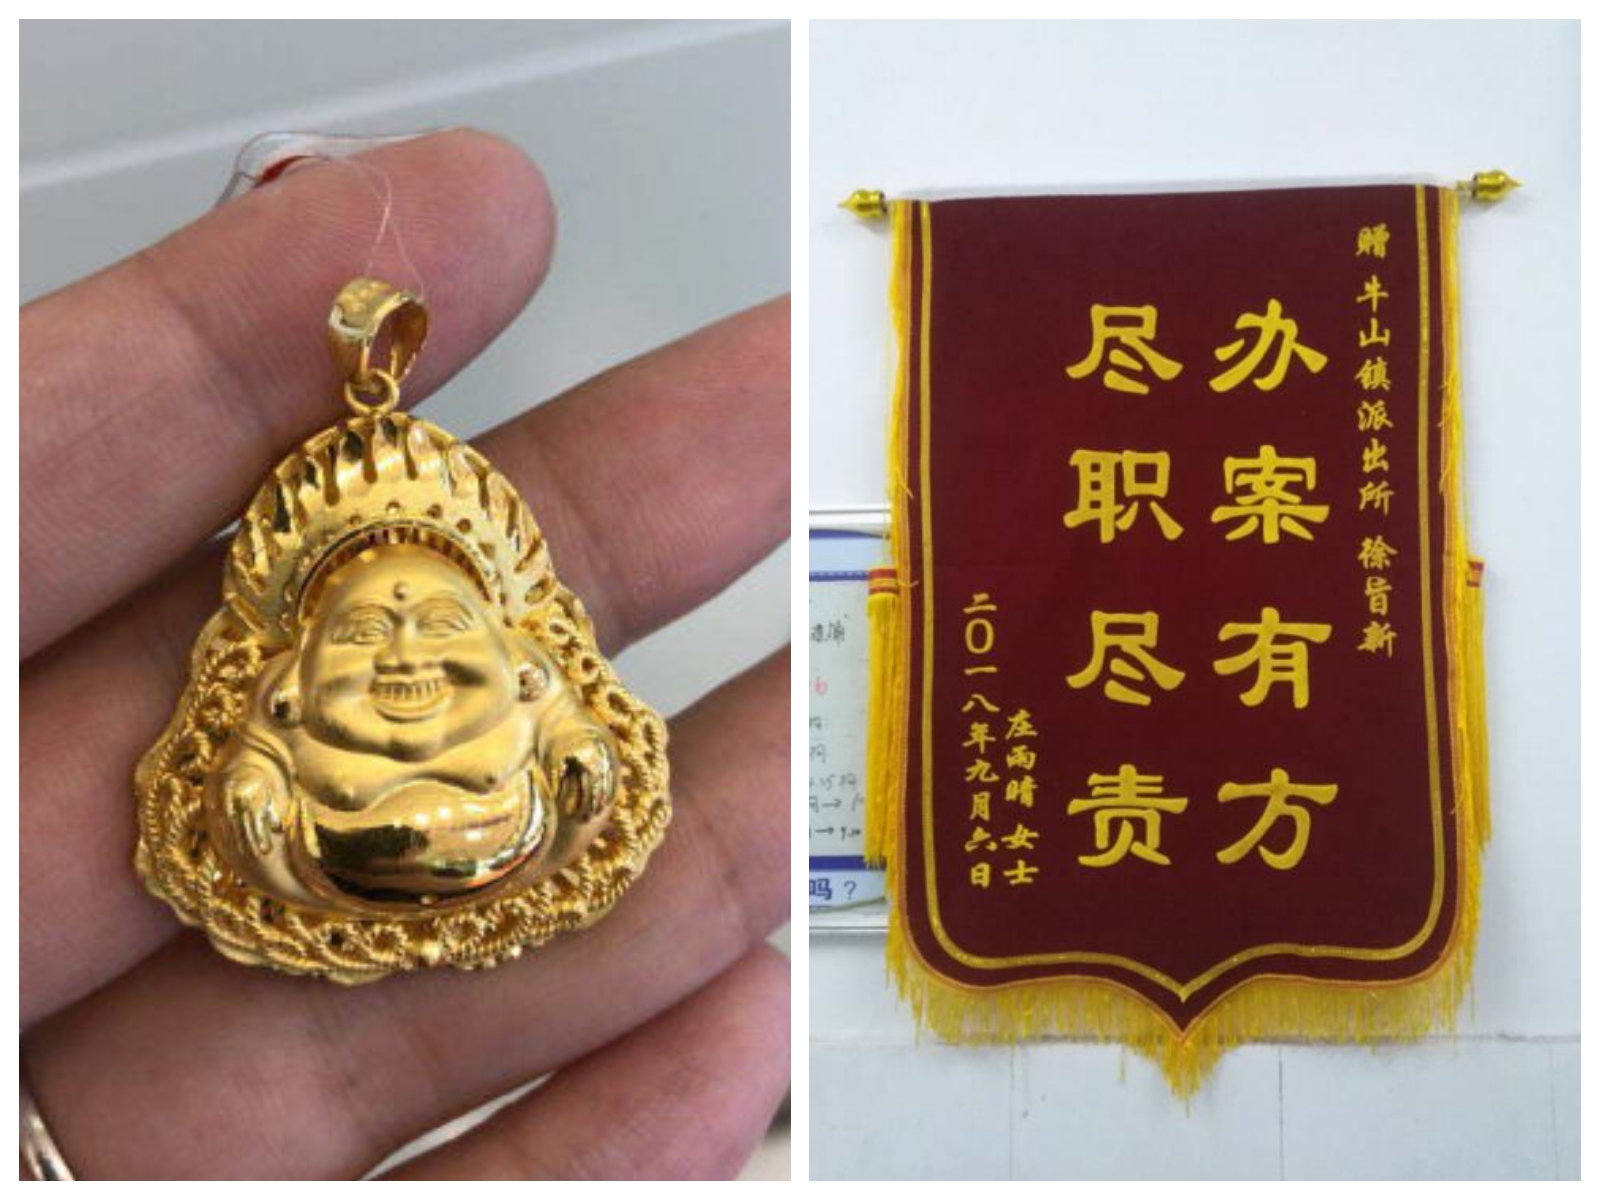 赠 牛山镇派出所 徐旨新
办案有方
尽职尽责
庄雨晴 女士
二〇一八年九月六日
吗？